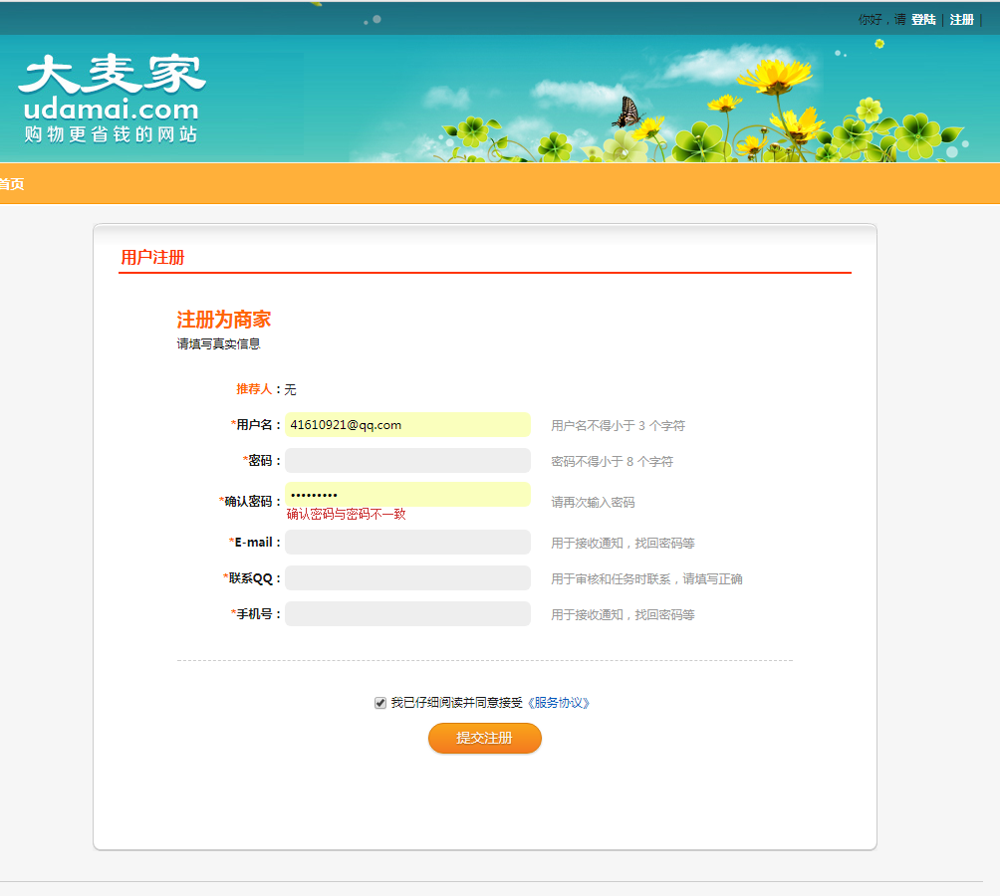 你好，请 登陆 | 注册 |
大麦家
udamai.com
购物更省钱的网站
首页
用户注册
注册为商家
请填写真实信息
推荐人：无
*用户名： 41610921@qq.com 用户名不得小于 3 个字符
*密码： 密码不得小于 8 个字符
*确认密码： ••••••••• 请再次输入密码
确认密码与密码不一致
*E-mail： 用于接收通知，找回密码等
*联系QQ： 用于审核和任务时联系，请填写正确
*手机号： 用于接收通知，找回密码等
我已仔细阅读并同意接受《服务协议》
提交注册